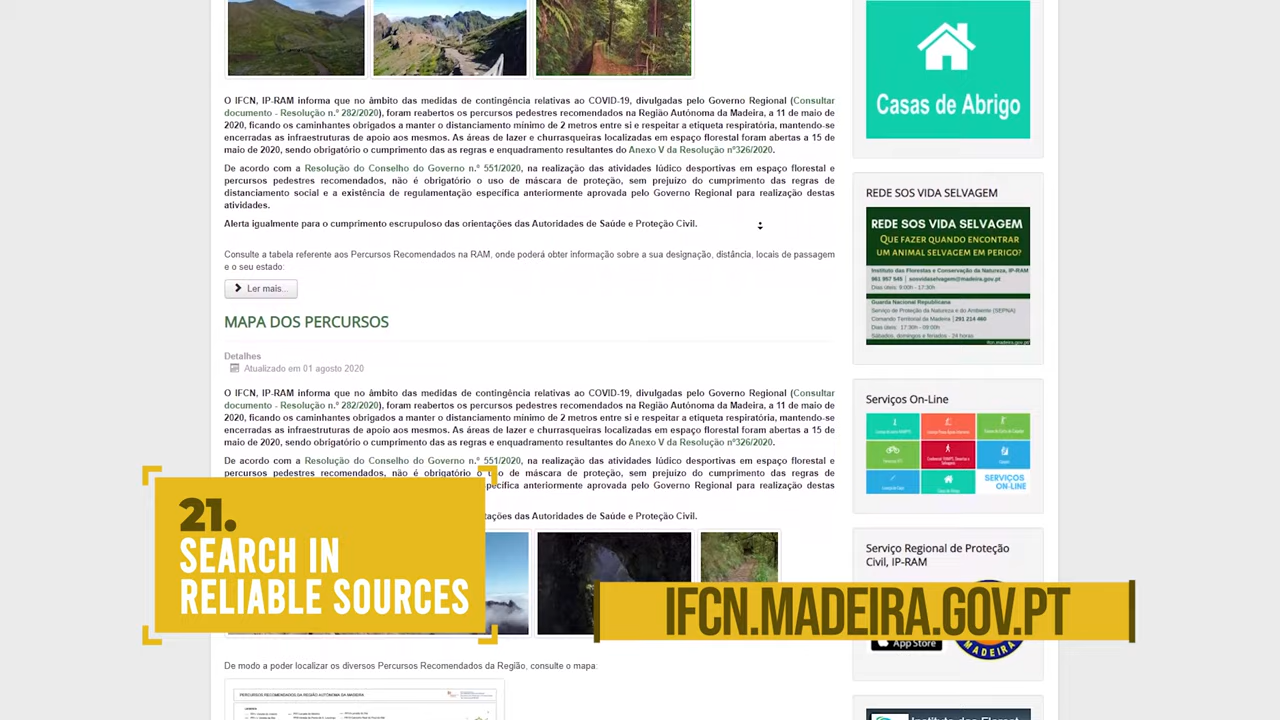 O IFCN, IP-RAM informa que no âmbito das medidas de contingência relativas ao COVID-19, divulgadas pelo Governo Regional (Consultar
documento - Resolução n.º 282/2020), foram reabertos os percursos pedestres recomendados na Região Autónoma da Madeira, a 11 de maio de
2020, ficando os caminhantes obrigados a manter o distanciamento mínimo de 2 metros entre si e respeitar a etiqueta respiratória, mantendo-se
encerradas as infraestruturas de apoio aos mesmos. As áreas de lazer e churrasqueiras localizadas em espaço florestal foram abertas a 15 de
maio de 2020, sendo obrigatório o cumprimento das as regras e enquadramento resultantes do Anexo V da Resolução nº326/2020.
De acordo com a Resolução do Conselho do Governo n.º 551/2020, na realização das atividades lúdico desportivas em espaço florestal e
percursos pedestres recomendados, não é obrigatório o uso de máscara de proteção, sem prejuízo do cumprimento das regras de
distanciamento social e a existência de regulamentação específica anteriormente aprovada pelo Governo Regional para realização destas
atividades.
Alerta igualmente para o cumprimento escrupuloso das orientações das Autoridades de Saúde e Proteção Civil.
Consulte a tabela referente aos Percursos Recomendados na RAM, onde poderá obter informação sobre a sua designação, distância, locais de passagem
e o seu estado:
Ler mais...
MAPA DOS PERCURSOS
Detalhes
Atualizado em 01 agosto 2020
O IFCN, IP-RAM informa que no âmbito das medidas de contingência relativas ao COVID-19, divulgadas pelo Governo Regional (Consultar
documento - Resolução n.º 282/2020), foram reabertos os percursos pedestres recomendados na Região Autónoma da Madeira, a 11 de maio de
2020, ficando os caminhantes obrigados a manter o distanciamento mínimo de 2 metros entre si e respeitar a etiqueta respiratória, mantendo-se
encerradas as infraestruturas de apoio aos mesmos. As áreas de lazer e churrasqueiras localizadas em espaço florestal foram abertas a 15 de
maio de 2020, sendo obrigatório o cumprimento das as regras e enquadramento resultantes do Anexo V da Resolução nº326/2020.
De acordo com a Resolução do Conselho do Governo n.º 551/2020, na realização das atividades lúdico desportivas em espaço florestal e
percursos pedestres recomendados, não é obrigatório o uso de máscara de proteção, sem prejuízo do cumprimento das regras de
pecífica anteriormente aprovada pelo Governo Regional para realização destas
tações das Autoridades de Saúde e Proteção Civil.
21.
SEARCH IN
RELIABLE SOURCES
IFCN.MADEIRA.GOV.PT
De modo a poder localizar os diversos Percursos Recomendados da Região, consulte o mapa:
PERCURSOS RECOMENDADOS DA REGIÃO AUTÓNOMA DA MADEIRA
Casas de Abrigo
REDE SOS VIDA SELVAGEM
REDE SOS VIDA SELVAGEM
QUE FAZER QUANDO ENCONTRAR
UM ANIMAL SELVAGEM EM PERIGO?
Instituto das Florestas e Conservação da Natureza, IP-RAM
961 957 545 | sosvidaselvagem@madeira.gov.pt
Dias úteis: 9:00h - 17:30h
Guarda Nacional Republicana
Serviço de Proteção da Natureza e do Ambiente (SEPNA)
Comando Territorial da Madeira | 291 214 460
Dias úteis: 17:30h - 09:00h
Sábados, domingos e feriados - 24 horas
ifcn.madeira.gov.pt
Serviços On-Line
Casas de Abrigo
SERVIÇOS
ON-LINE
Serviço Regional de Proteção
Civil, IP-RAM
App Store
MADEIRA